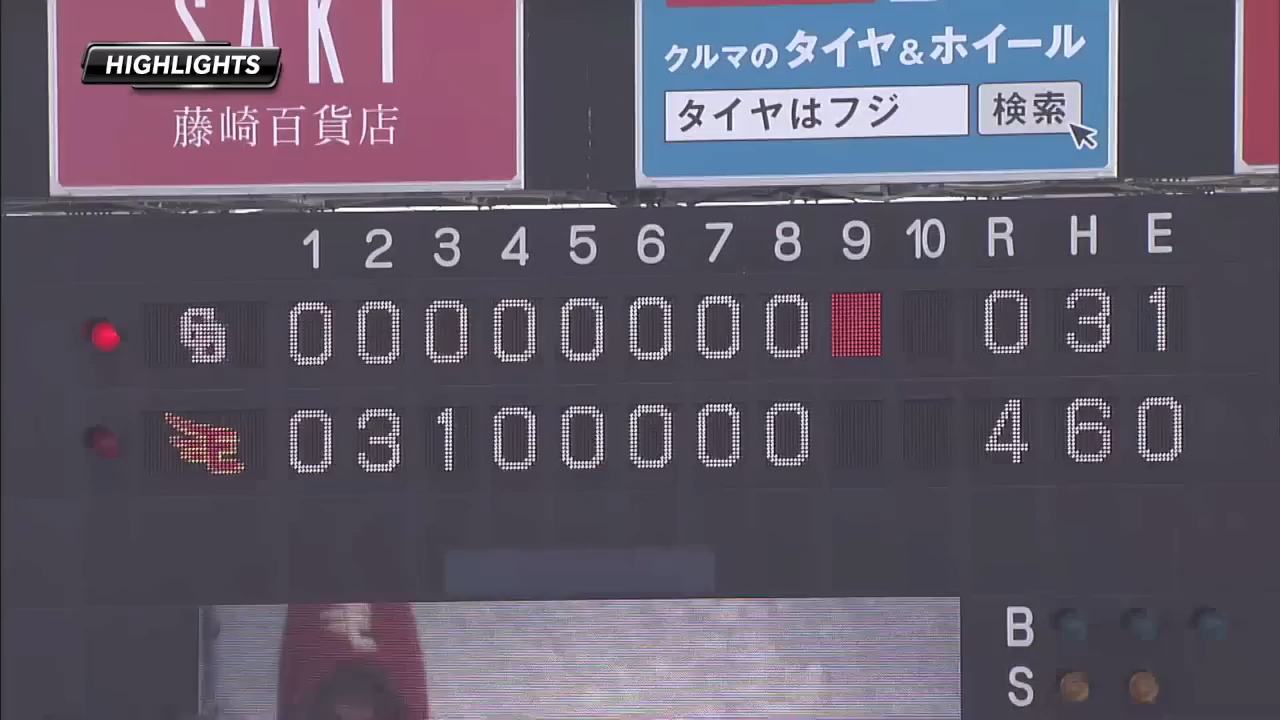 SAKI
HIGHLIGHTS
藤崎百貨店
クルマのタイヤ&ホイール
タイヤはフジ 検索
1 2 3 4 5 6 7 8 9 10 R H E
0 0 0 0 0 0 0 0 0 3 1
0 3 1 0 0 0 0 0 4 6 0
B
S